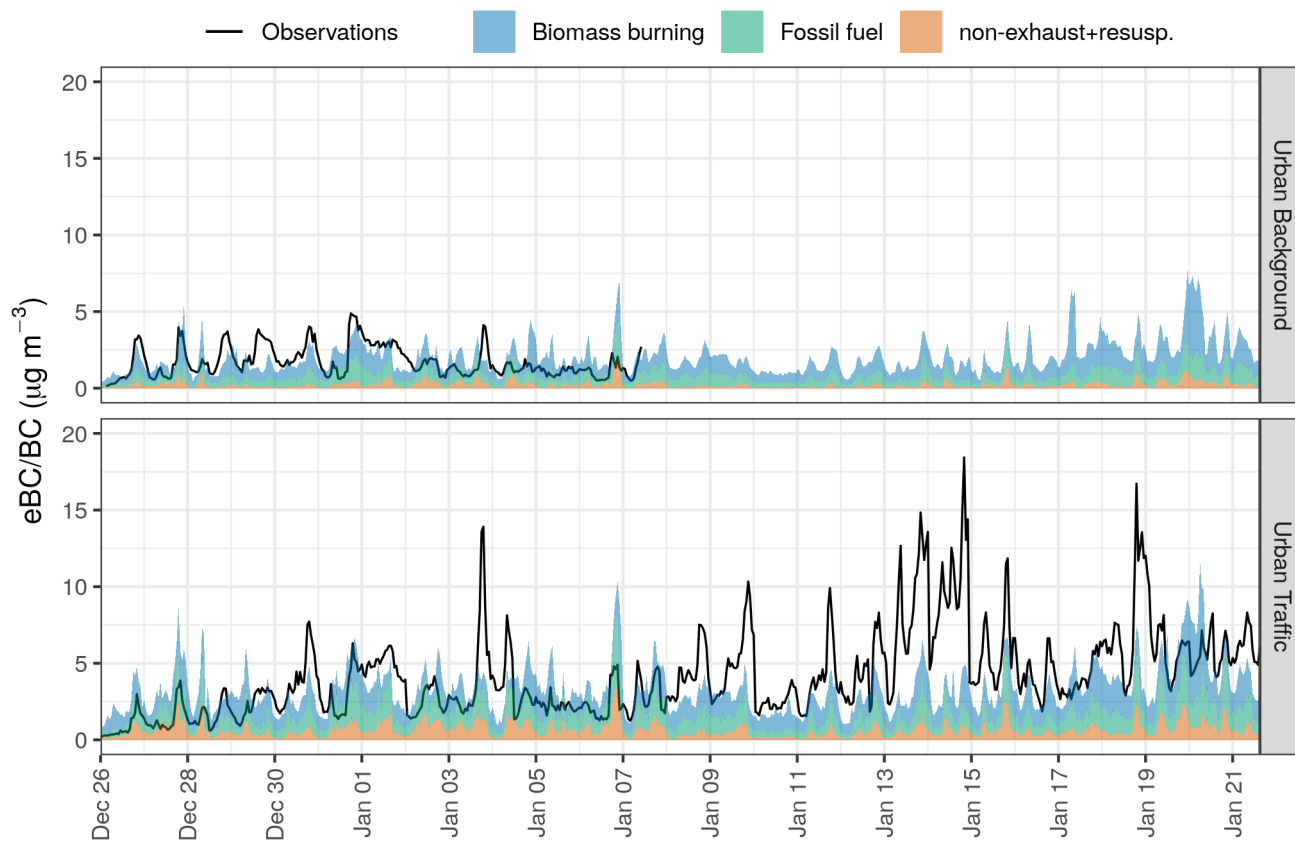 Observations Biomass burning Fossil fuel non-exhaust+resusp.
eBC/BC (μg m⁻³)
20
15
10
5
0
Urban Background
20
15
10
5
0
Urban Traffic
Dec 26 Dec 28 Dec 30 Jan 01 Jan 03 Jan 05 Jan 07 Jan 09 Jan 11 Jan 13 Jan 15 Jan 17 Jan 19 Jan 21